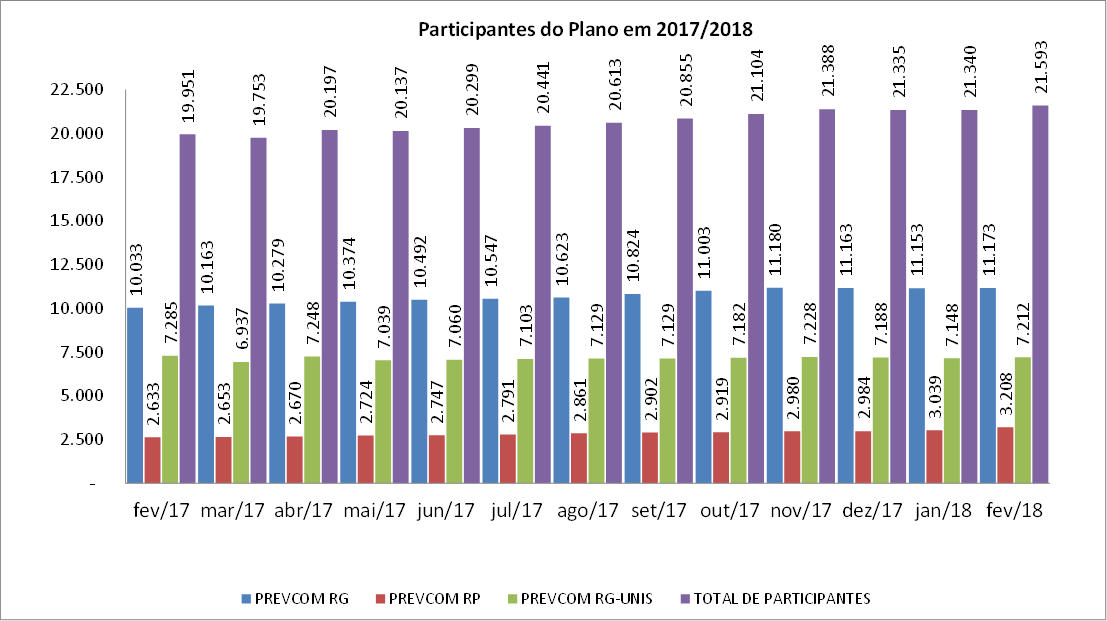 Participantes do Plano em 2017/2018
22.500
20.000
17.500
15.000
12.500
10.000
7.500
5.000
2.500
-
10.033 2.633 7.285 19.951
10.163 2.653 6.937 19.753
10.279 2.670 7.248 20.197
10.374 2.724 7.039 20.137
10.492 2.747 7.060 20.299
10.547 2.791 7.103 20.441
10.623 2.861 7.129 20.613
10.824 2.902 7.129 20.855
11.003 2.919 7.182 21.104
11.180 2.980 7.228 21.388
11.163 2.984 7.188 21.335
11.153 3.039 7.148 21.340
11.173 3.208 7.212 21.593
fev/17 mar/17 abr/17 mai/17 jun/17 jul/17 ago/17 set/17 out/17 nov/17 dez/17 jan/18 fev/18
PREVCOM RG PREVCOM RP PREVCOM RG-UNIS TOTAL DE PARTICIPANTES